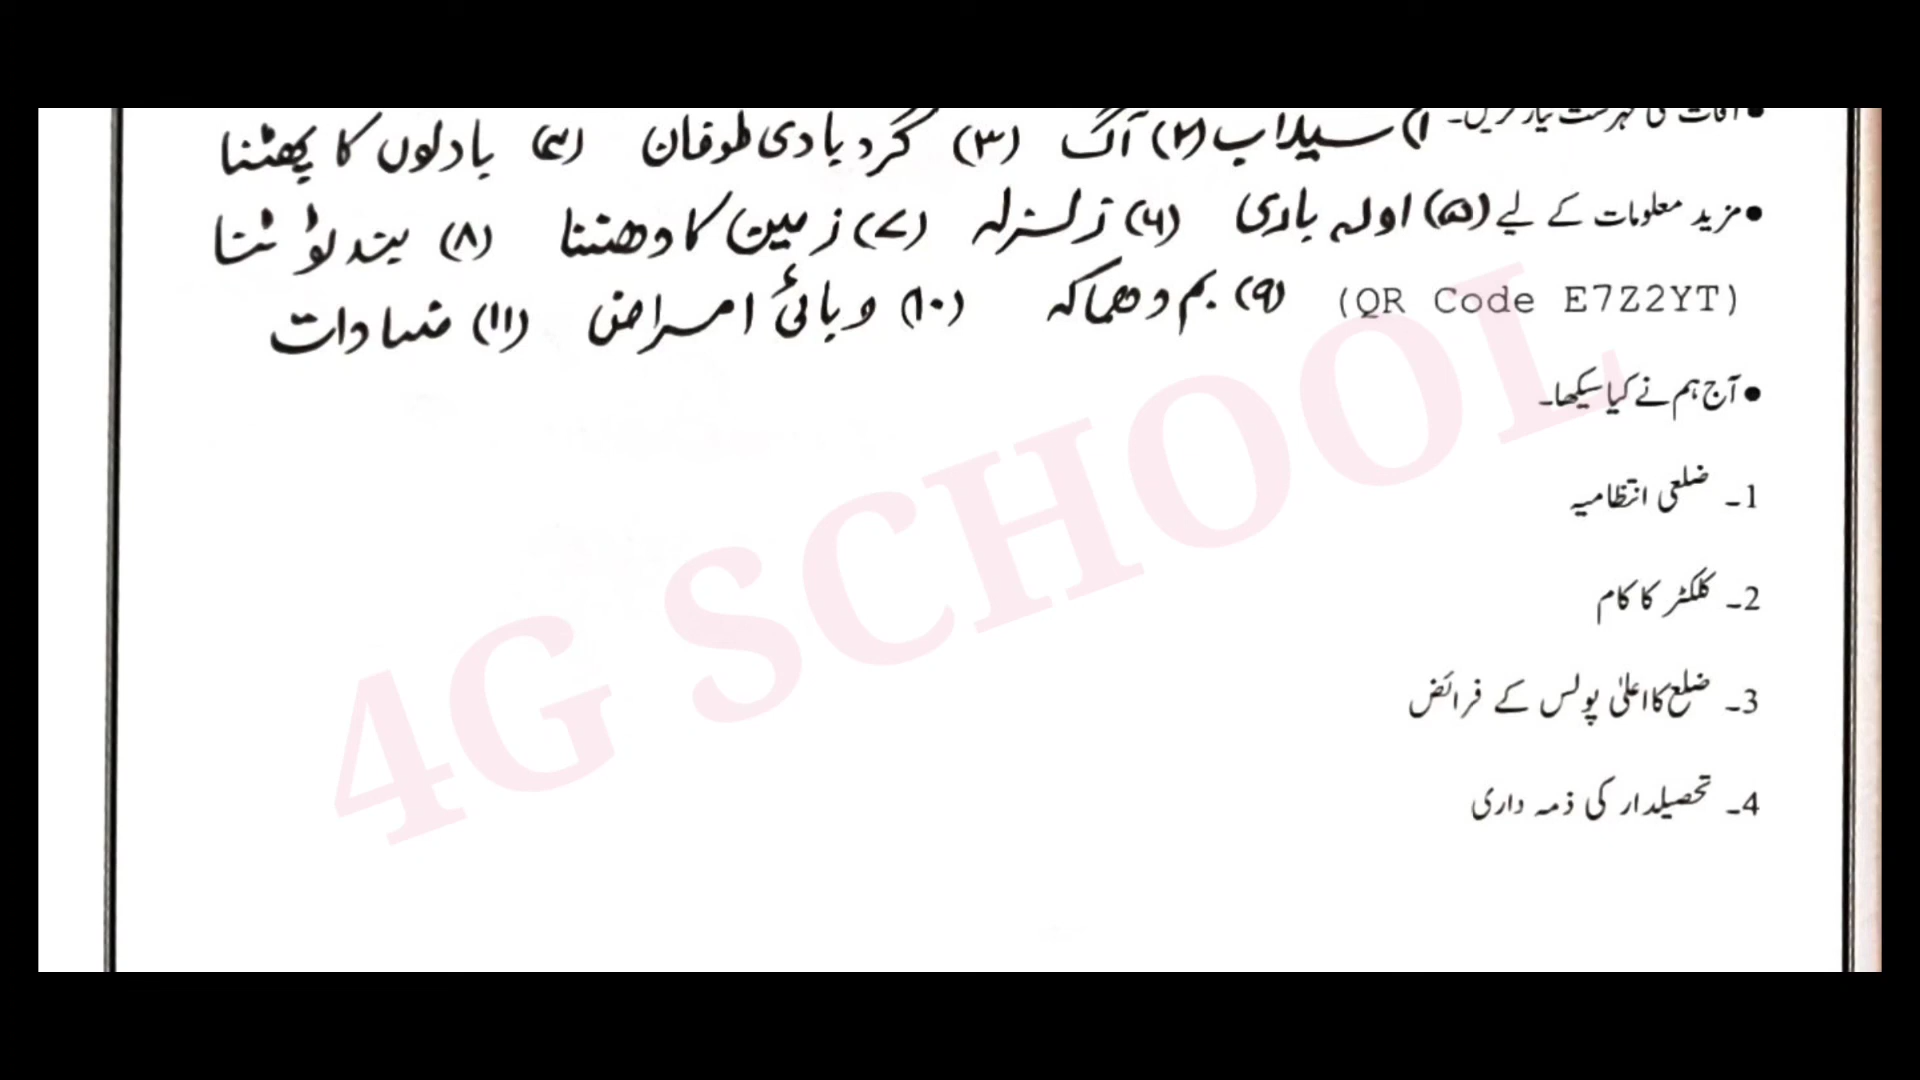 • آفات کی فہرست تیار کریں۔ ۱) سیلاب (۲) آگ (۳) گردبادی طوفان (۴) بادلوں کا پھٹنا
• مزید معلومات کے لیے (۵) اولہ باری (۶) زلزلہ (۷) زمین کا دھنسنا (۸) بند ٹوٹنا
(QR Code E7Z2YT) (۹) بم دھماکہ (۱۰) وبائی امراض (۱۱) فسادات
• آج ہم نے کیا سیکھا۔
1۔ ضلعی انتظامیہ
2۔ کلکٹر کا کام
3۔ ضلع کا اعلیٰ پولس کے فرائض
4۔ تحصیلدار کی ذمہ داری
4G SCHOOL